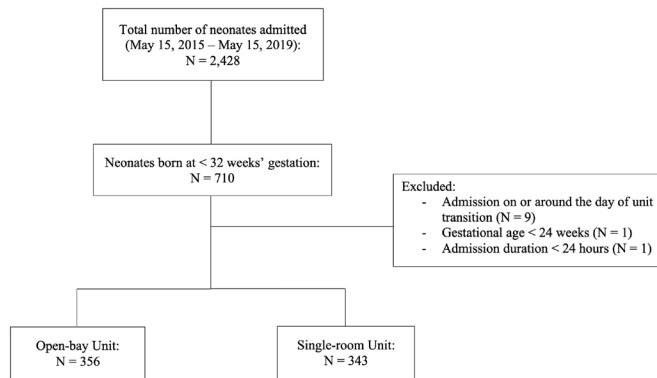 Total number of neonates admitted
(May 15, 2015 – May 15, 2019):
N = 2,428
Neonates born at < 32 weeks’ gestation:
N = 710
Excluded:
- Admission on or around the day of unit
transition (N = 9)
- Gestational age < 24 weeks (N = 1)
- Admission duration < 24 hours (N = 1)
Open-bay Unit:
N = 356
Single-room Unit:
N = 343